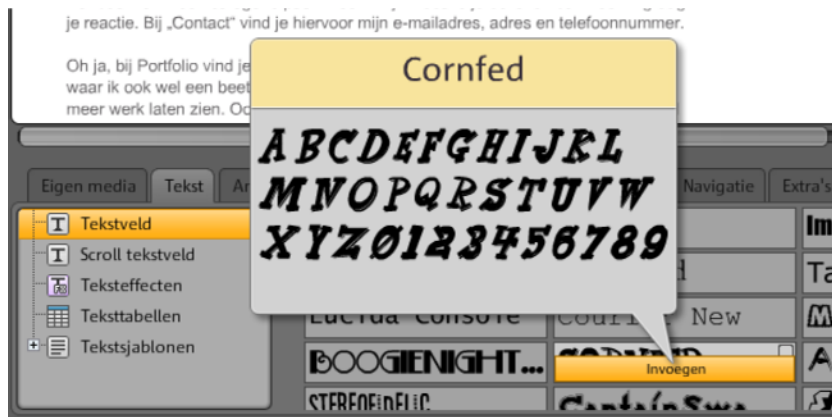 je reactie. Bij „Contact“ vind je hiervoor mijn e-mailadres, adres en telefoonnummer.
Oh ja, bij Portfolio vind je
waar ik ook wel een beet
meer werk laten zien.
Cornfed
ABCDEFGHIJKL
MNOPQRSTUVW
XYZ0123456789
Eigen media
Tekst
Navigatie
Extra's
Tekstveld
Scroll tekstveld
Teksteffecten
Teksttabellen
Tekstsjablonen
Lucida Console
Courier New
BOOGIENIGHT...
CORNFED
Invoegen